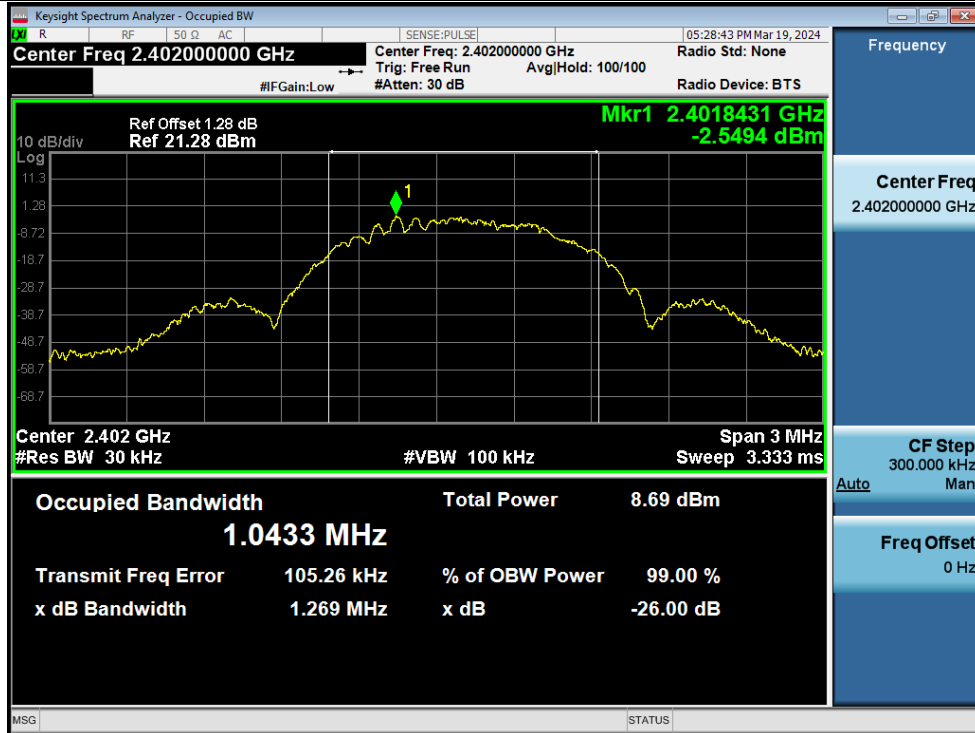 Keysight Spectrum Analyzer - Occupied BW
LXI R RF 50 Ω AC SENSE:PULSE 05:28:43 PM Mar 19, 2024
Center Freq 2.402000000 GHz
Center Freq: 2.402000000 GHz Radio Std: None
Trig: Free Run Avg|Hold: 100/100
#IFGain:Low #Atten: 30 dB Radio Device: BTS
Mkr1 2.4018431 GHz
-2.5494 dBm
Ref Offset 1.28 dB
10 dB/div Ref 21.28 dBm
Log
11.3
1
1.28
-8.72
-18.7
-28.7
-38.7
-48.7
-58.7
-68.7
Center 2.402 GHz Span 3 MHz
#Res BW 30 kHz #VBW 100 kHz Sweep 3.333 ms
Occupied Bandwidth Total Power 8.69 dBm
1.0433 MHz
Transmit Freq Error 105.26 kHz % of OBW Power 99.00 %
x dB Bandwidth 1.269 MHz x dB -26.00 dB
Frequency
Center Freq
2.402000000 GHz
CF Step
300.000 kHz
Auto Man
Freq Offset
0 Hz
MSG STATUS